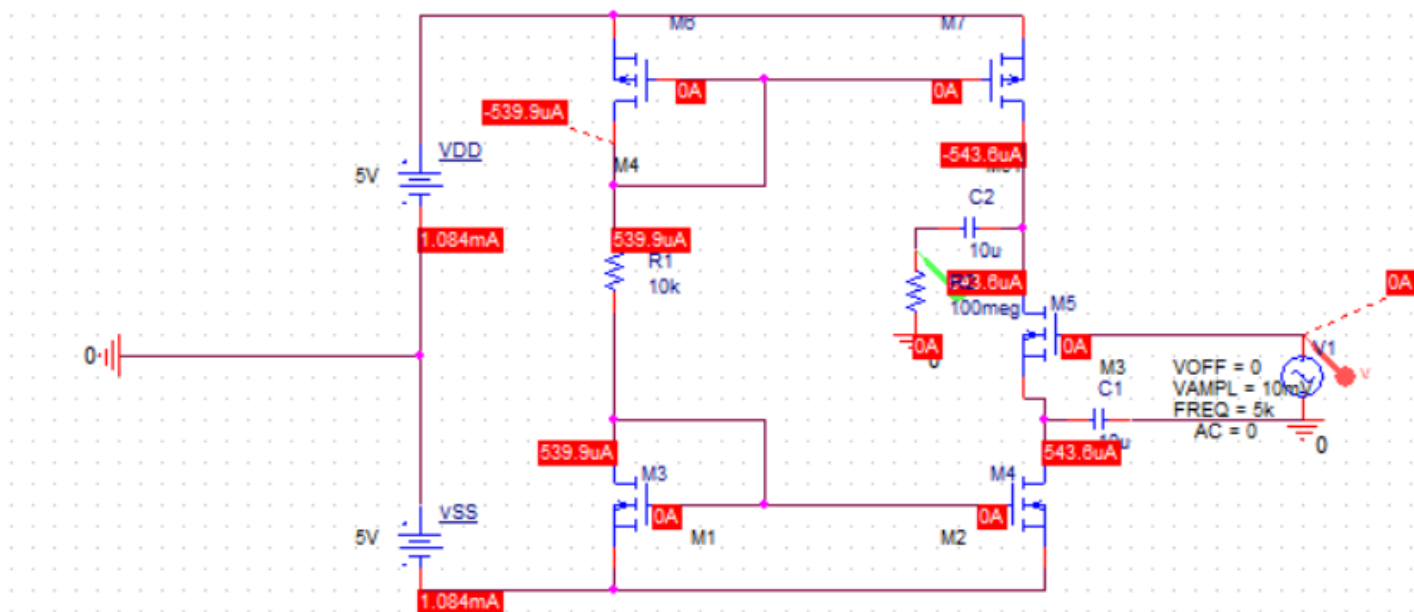 M6
M7
0A
0A
-539.9uA
VDD
5V
M4
-543.6uA
C2
1.084mA
539.9uA
10u
R1
10k
100meg
0A
M5
0
0A
0A
0
V1
M3
VOFF = 0
C1
VAMPL = 10mV
FREQ = 5k
AC = 0
0
539.9uA
543.6uA
M3
M4
VSS
0A
0A
5V
M1
M2
1.084mA
V